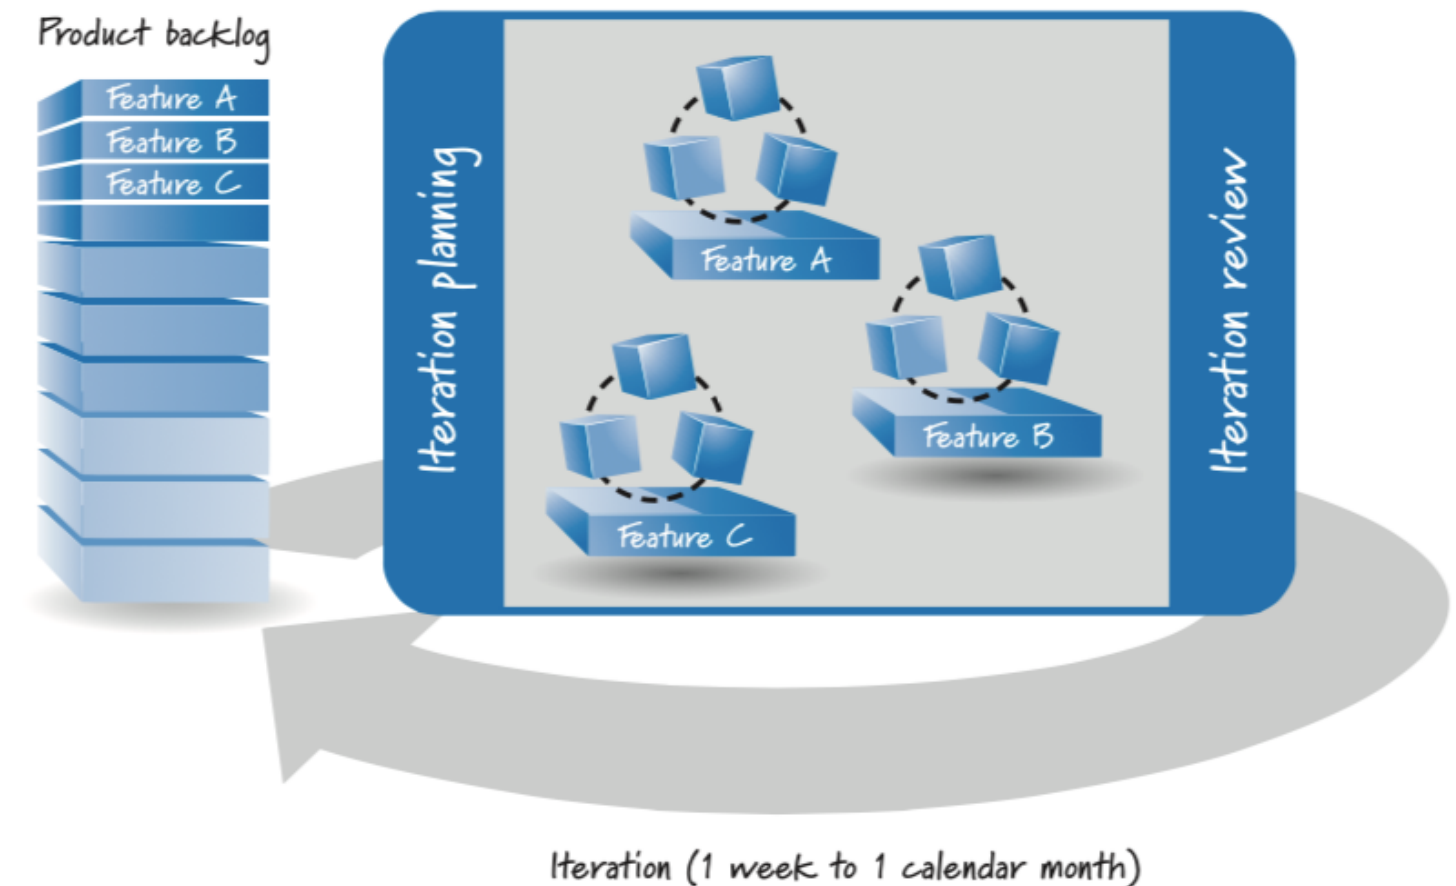 Product backlog
Feature A
Feature B
Feature C
Iteration planning
Feature A
Feature B
Feature C
Iteration review
Iteration (1 week to 1 calendar month)